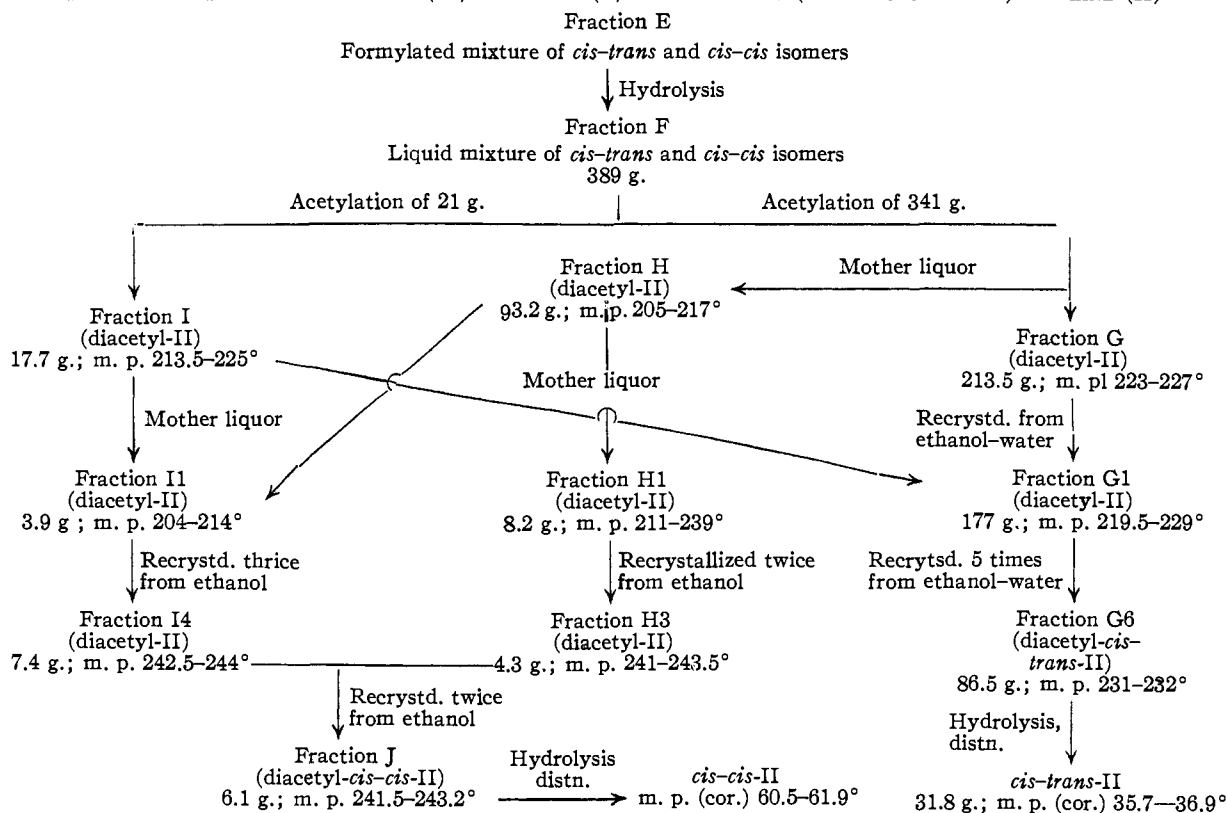 Fraction E
Formylated mixture of cis–trans and cis–cis isomers
Hydrolysis
Fraction F
Liquid mixture of cis–trans and cis–cis isomers
389 g.
Acetylation of 21 g.
Acetylation of 341 g.
Fraction H
(diacetyl-II)
93.2 g.; m. p. 205–217°
Mother liquor
Fraction I
(diacetyl-II)
17.7 g.; m. p. 213.5–225°
Fraction G
(diacetyl-II)
213.5 g.; m. pl 223–227°
Mother liquor
Mother liquor
Recrystd. from
ethanol–water
Fraction I1
(diacetyl-II)
3.9 g ; m. p. 204–214°
Fraction H1
(diacetyl-II)
8.2 g.; m. p. 211–239°
Fraction G1
(diacetyl-II)
177 g.; m. p. 219.5–229°
Recrystd. thrice
from ethanol
Recrystallized twice
from ethanol
Recrytsd. 5 times
from ethanol–water
Fraction I4
(diacetyl-II)
7.4 g.; m. p. 242.5–244°
Fraction H3
(diacetyl-II)
4.3 g.; m. p. 241–243.5°
Fraction G6
(diacetyl-cis–
trans-II)
86.5 g.; m. p. 231–232°
Recrystd. twice
from ethanol
Hydrolysis,
distn.
Fraction J
(diacetyl-cis–cis-II)
6.1 g.; m. p. 241.5–243.2°
Hydrolysis
distn.
cis–cis-II
m. p. (cor.) 60.5–61.9°
cis–trans-II
31.8 g.; m. p. (cor.) 35.7—36.9°